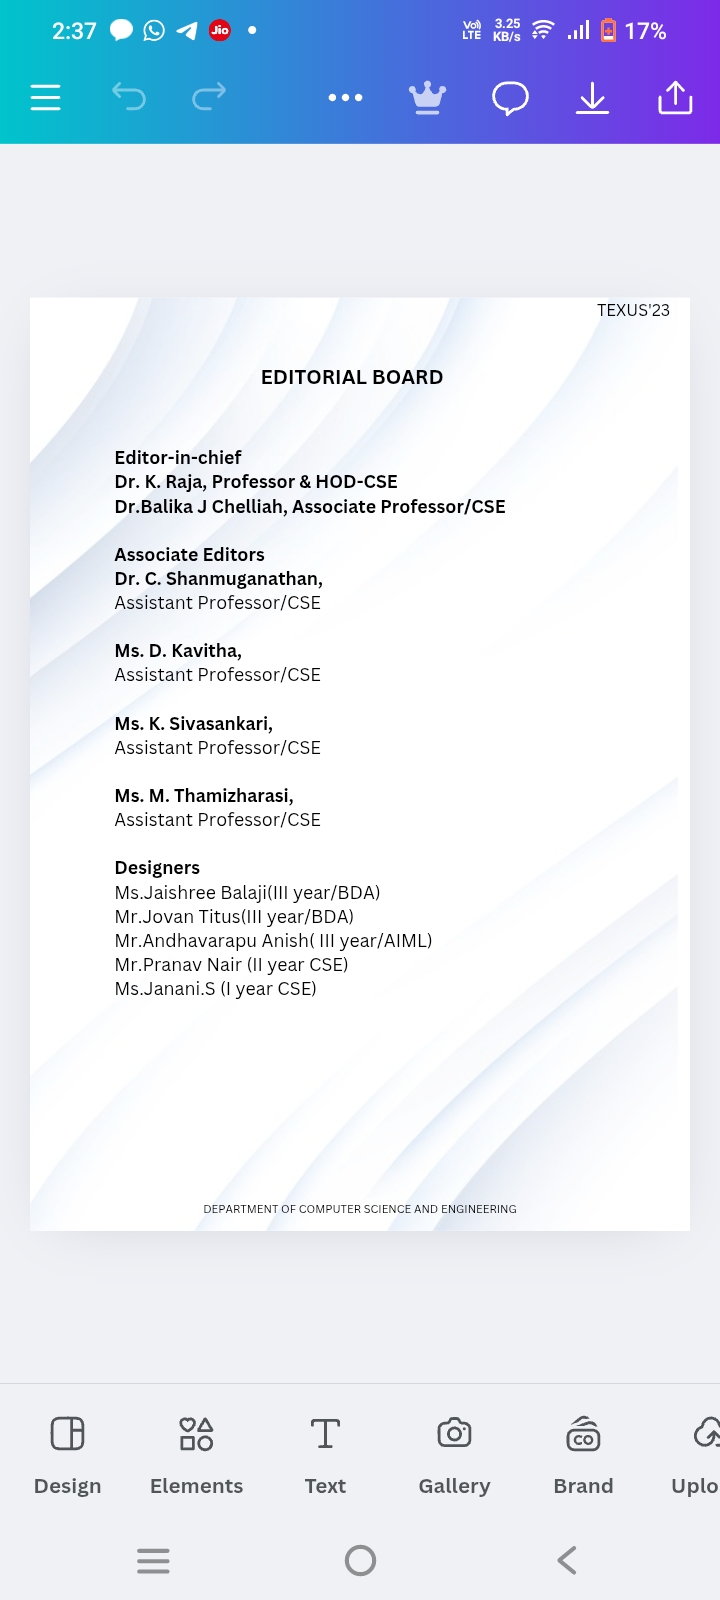 2:37 Jio VoI) LTE 3.25 KB/s 17%
TEXUS'23
EDITORIAL BOARD
Editor-in-chief
Dr. K. Raja, Professor & HOD-CSE
Dr.Balika J Chelliah, Associate Professor/CSE
Associate Editors
Dr. C. Shanmuganathan,
Assistant Professor/CSE
Ms. D. Kavitha,
Assistant Professor/CSE
Ms. K. Sivasankari,
Assistant Professor/CSE
Ms. M. Thamizharasi,
Assistant Professor/CSE
Designers
Ms.Jaishree Balaji(III year/BDA)
Mr.Jovan Titus(III year/BDA)
Mr.Andhavarapu Anish( III year/AIML)
Mr.Pranav Nair (II year CSE)
Ms.Janani.S (I year CSE)
DEPARTMENT OF COMPUTER SCIENCE AND ENGINEERING
CO
Design Elements Text Gallery Brand Uplo